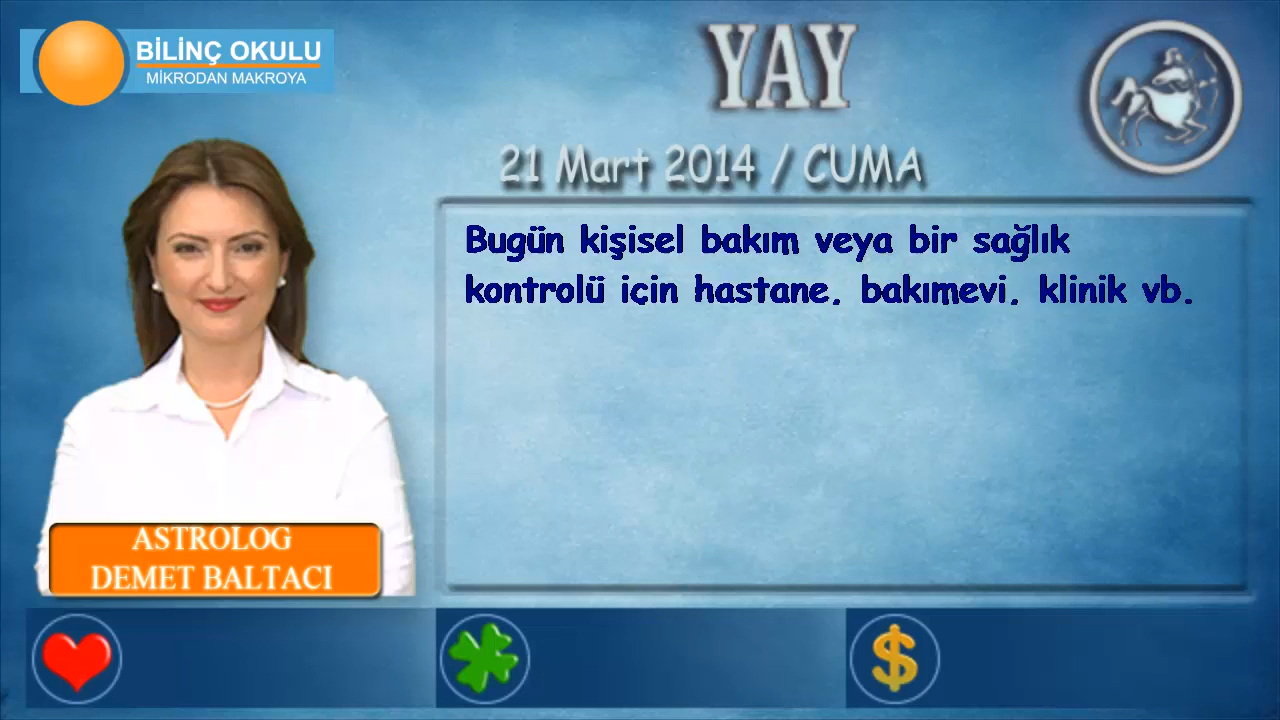 BİLİNÇ OKULU
MİKRODAN MAKROYA
YAY
21 Mart 2014 / CUMA
Bugün kişisel bakım veya bir sağlık
kontrolü için hastane, bakımevi, klinik vb.
ASTROLOG
DEMET BALTACI